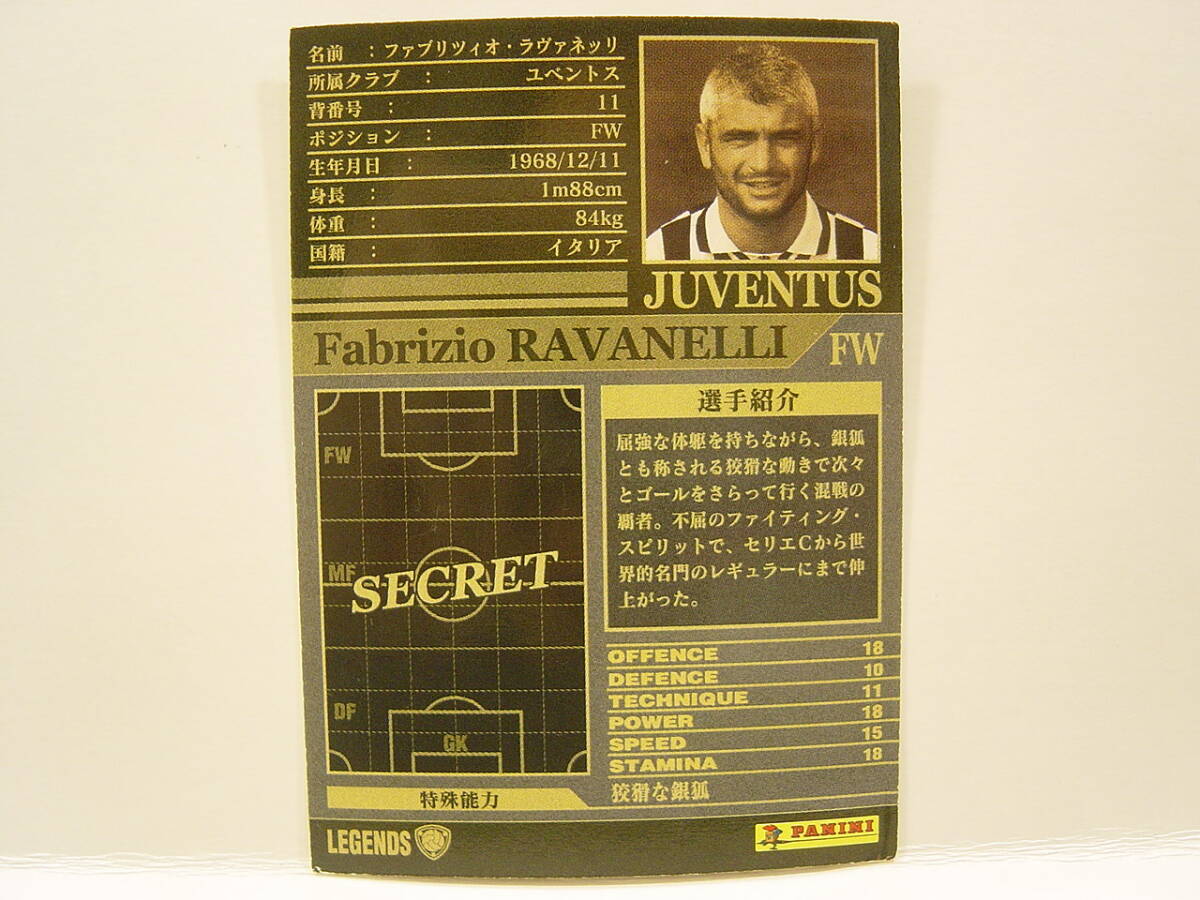 名前 : ファブリツィオ・ラヴァネッリ
所属クラブ : ユベントス
背番号 : 11
ポジション : FW
生年月日 : 1968/12/11
身長 : 1m88cm
体重 : 84kg
国籍 : イタリア
JUVENTUS
Fabrizio RAVANELLI
FW
FW
MF
SECRET
DF
GK
選手紹介
屈強な体躯を持ちながら、銀狐
とも称される狡猾な動きで次々
とゴールをさらって行く混戦の
覇者。不屈のファイティング・
スピリットで、セリエCから世
界的名門のレギュラーにまで伸
上がった。
OFFENCE 18
DEFENCE 10
TECHNIQUE 11
POWER 18
SPEED 15
STAMINA 18
特殊能力
狡猾な銀狐
LEGENDS
PANINI